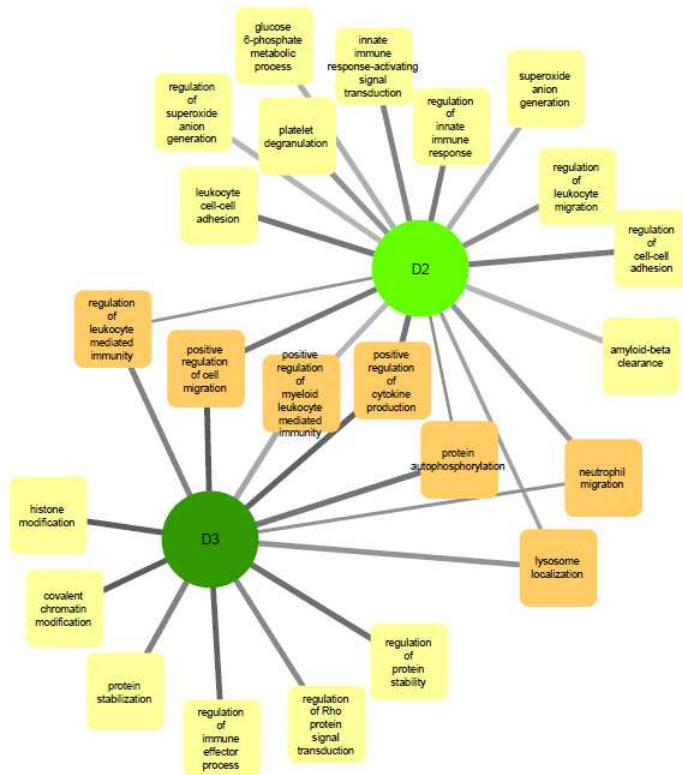 glucose
6-phosphate
metabolic
process
innate
immune
response-activating
signal
transduction
superoxide
anion
generation
regulation
of
superoxide
anion
generation
platelet
degranulation
regulation
of
innate
immune
response
leukocyte
cell-cell
adhesion
regulation
of
leukocyte
migration
regulation
of
cell-cell
adhesion
D2
regulation
of
leukocyte
mediated
immunity
positive
regulation
of cell
migration
positive
regulation
of
myeloid
leukocyte
mediated
immunity
positive
regulation
of
cytokine
production
amyloid-beta
clearance
protein
autophosphorylation
neutrophil
migration
histone
modification
D3
lysosome
localization
covalent
chromatin
modification
protein
stabilization
regulation
of
immune
effector
process
regulation
of Rho
protein
signal
transduction
regulation
of
protein
stability